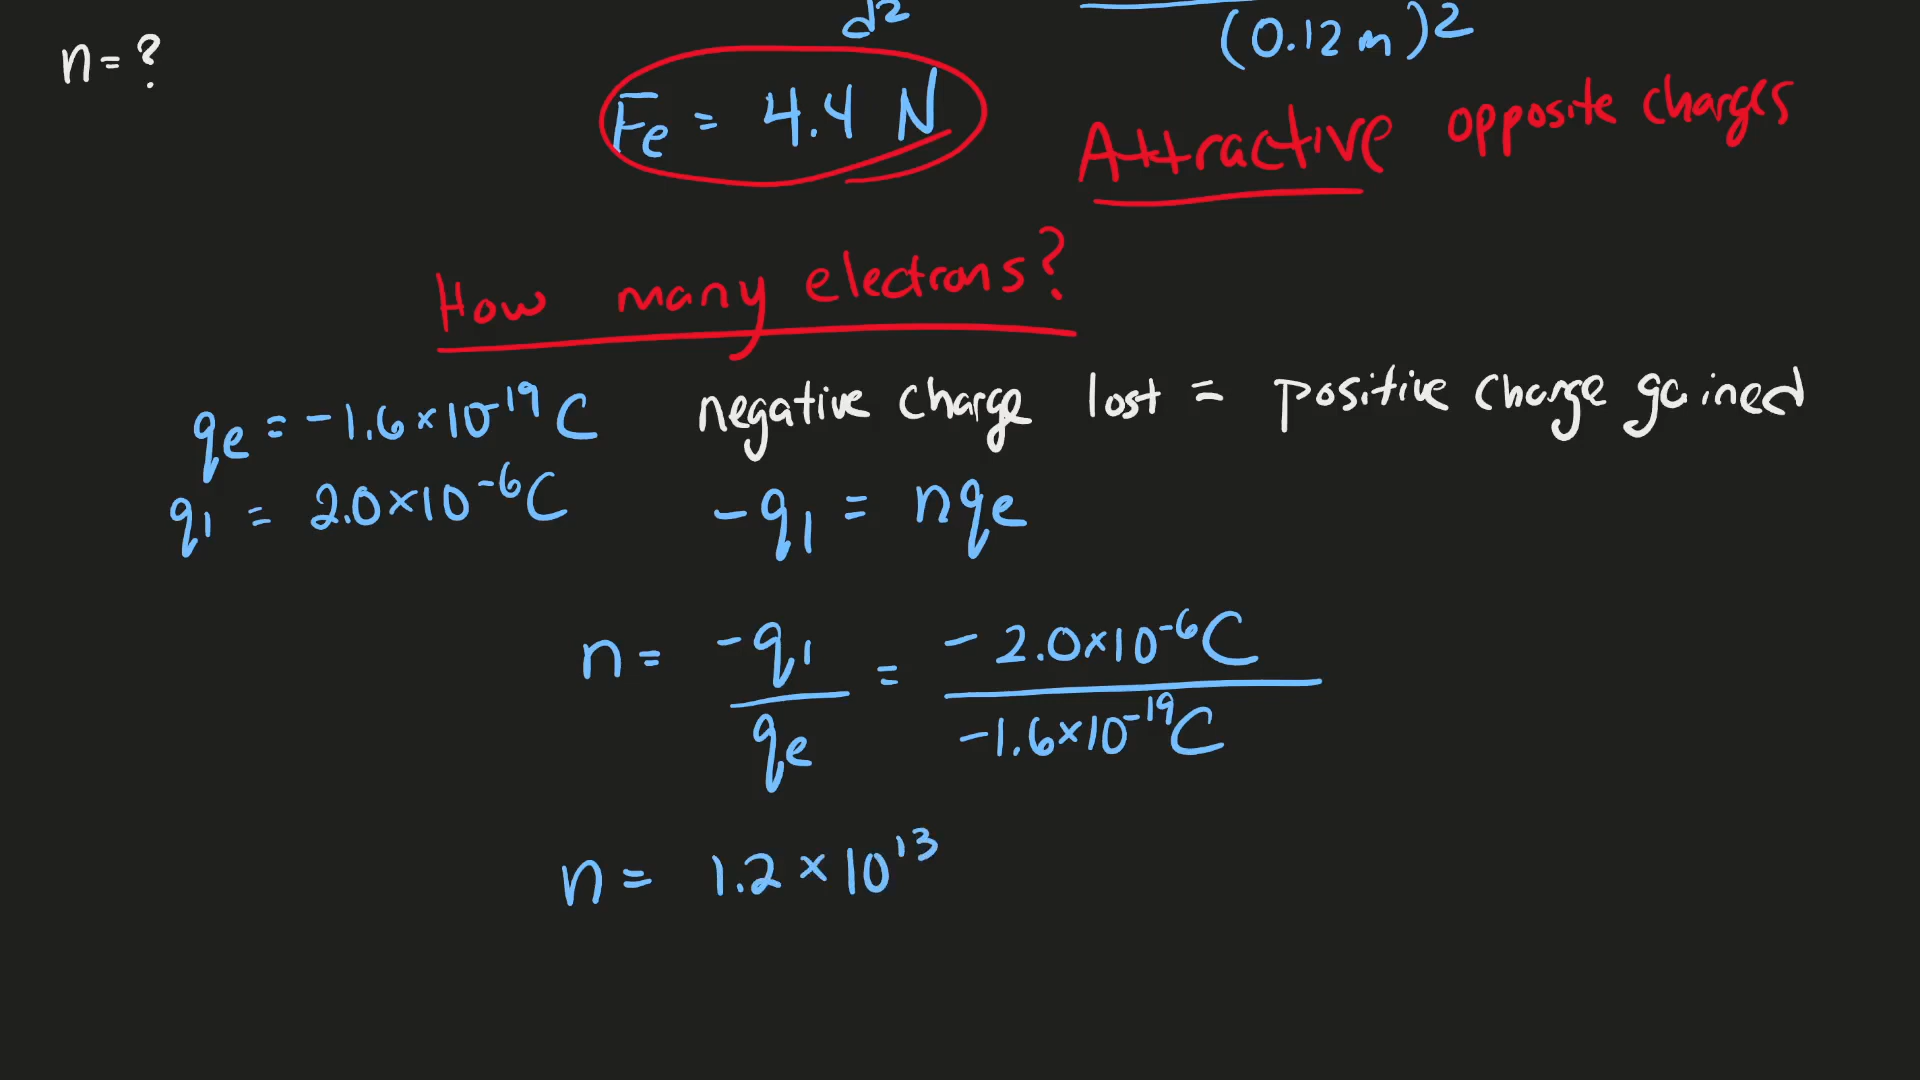 n = ?
d²
(0.12 m)²
Fe = 4.4 N
Attractive opposite charges
How many electrons?
qe = -1.6×10⁻¹⁹ C
negative charge lost = positive charge gained
q₁ = 2.0×10⁻⁶ C
-q₁ = nqe
n = -q₁/qe = -2.0×10⁻⁶ C / -1.6×10⁻¹⁹ C
n = 1.2 × 10¹³